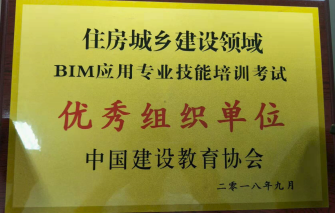 住房城乡建设领域
BIM应用专业技能培训考试
优秀组织单位
中国建设教育协会
二零一八年九月